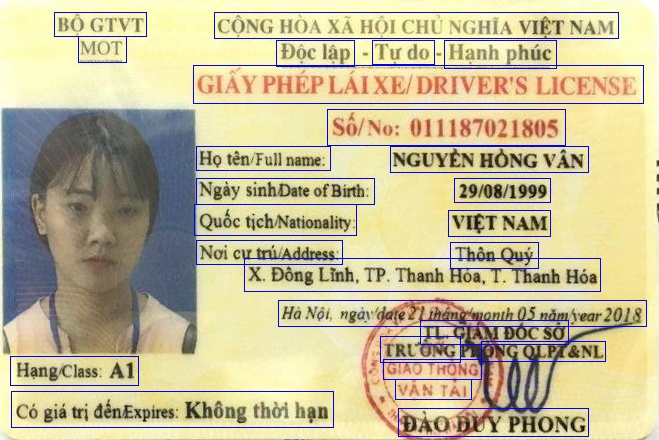 BỘ GTVT
MOT
CỘNG HÒA XÃ HỘI CHỦ NGHĨA VIỆT NAM
Độc lập - Tự do - Hạnh phúc
GIẤY PHÉP LÁI XE/ DRIVER'S LICENSE
Số/No: 011187021805
Họ tên/Full name: NGUYỄN HỒNG VÂN
Ngày sinh/Date of Birth: 29/08/1999
Quốc tịch/Nationality: VIỆT NAM
Nơi cư trú/Address: Thôn Quý
X. Đông Lĩnh, TP. Thanh Hóa, T. Thanh Hóa
Hà Nội, ngày/date 21 tháng/month 05 năm/year 2018
TL. GIÁM ĐỐC SỞ
TRƯỞNG PHÒNG QLPT&NL
GIAO THÔNG
VẬN TẢI
Hạng/Class: A1
Có giá trị đến/Expires: Không thời hạn
ĐÀO DUY PHONG